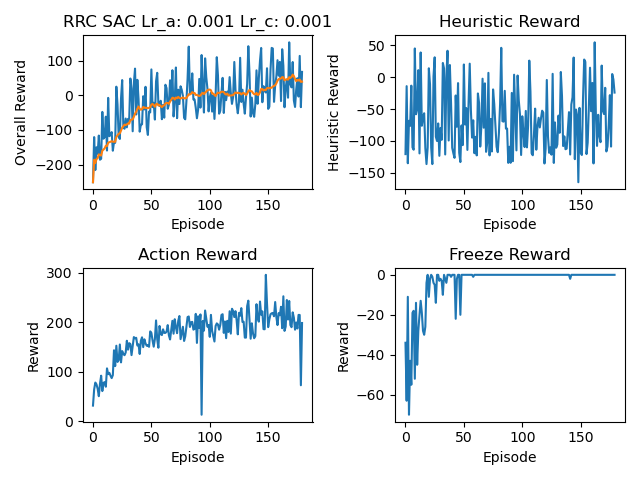 RRC SAC Lr_a: 0.001 Lr_c: 0.001
Overall Reward
100
0
−100
−200
0 50 100 150
Episode
Heuristic Reward
Heuristic Reward
50
0
−50
−100
−150
0 50 100 150
Episode
Action Reward
Reward
300
200
100
0
0 50 100 150
Episode
Freeze Reward
Reward
0
−20
−40
−60
0 50 100 150
Episode